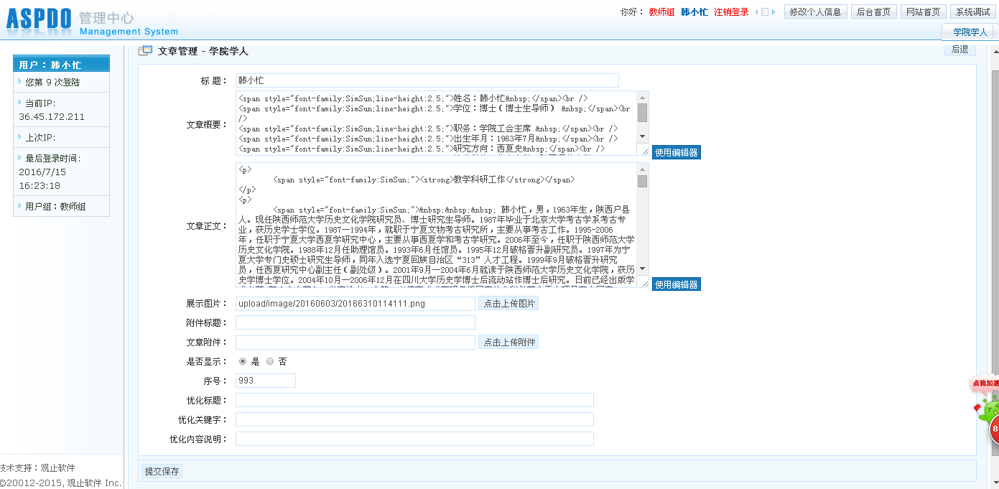 ASPDO 管理中心
Management System
你好： 教师组 韩小忙 注销登录 修改个人信息 后台首页 网站首页 系统调试
学院学人
用户：韩小忙
您第 9 次登陆
当前IP:
36.45.172.211
上次IP:
最后登录时间:
2016/7/15
16:23:18
用户组：教师组
技术支持：观止软件
©20012-2015, 观止软件 Inc.
文章管理 - 学院学人 后退
标 题： 韩小忙
文章概要：
<span style="font-family:SimSun;line-height:2.5;">姓名：韩小忙&nbsp;</span><br />
<span style="font-family:SimSun;line-height:2.5;">学位：博士（博士生导师） &nbsp;</span><br
/>
<span style="font-family:SimSun;line-height:2.5;">职务：学院工会主席 &nbsp;</span><br />
<span style="font-family:SimSun;line-height:2.5;">出生年月：1963年7月&nbsp;</span><br />
<span style="font-family:SimSun;line-height:2.5;">研究方向：西夏史&nbsp;</span><br />
使用编辑器
文章正文：
<p>
<span style="font-family:SimSun;"><strong>教学科研工作</strong></span>
</p>
<p>
<span style="font-family:SimSun;">&nbsp;&nbsp;&nbsp; 韩小忙，男，1963年生，陕西户县
人。现任陕西师范大学历史文化学院研究员、博士研究生导师。1987年毕业于北京大学考古学系考古专
业，获历史学士学位。1987—1994年，就职于宁夏文物考古研究所，主要从事考古工作。1995-2006
年，任职于宁夏大学西夏学研究中心，主要从事西夏学和考古学研究。2006年至今，任职于陕西师范大学
历史文化学院。1988年12月任助理馆员。1993年6月任馆员。1995年12月破格晋升副研究员。1997年为宁
夏大学专门史硕士研究生导师，同年入选宁夏回族自治区“313”人才工程。1999年9月破格晋升研究
员，任西夏研究中心副主任（副处级）。2001年9月—2004年6月就读于陕西师范大学历史文化学院，获历
史学博士学位。2004年10月—2006年12月在四川大学历史学博士后流动站作博士后研究。日前已经出版学
使用编辑器
展示图片： upload/image/20160603/20166310114111.png 点击上传图片
附件标题：
文章附件： 点击上传附件
是否显示： 是 否
序号： 993
优化标题：
优化关键字：
优化内容说明：
提交保存
点我加速
8